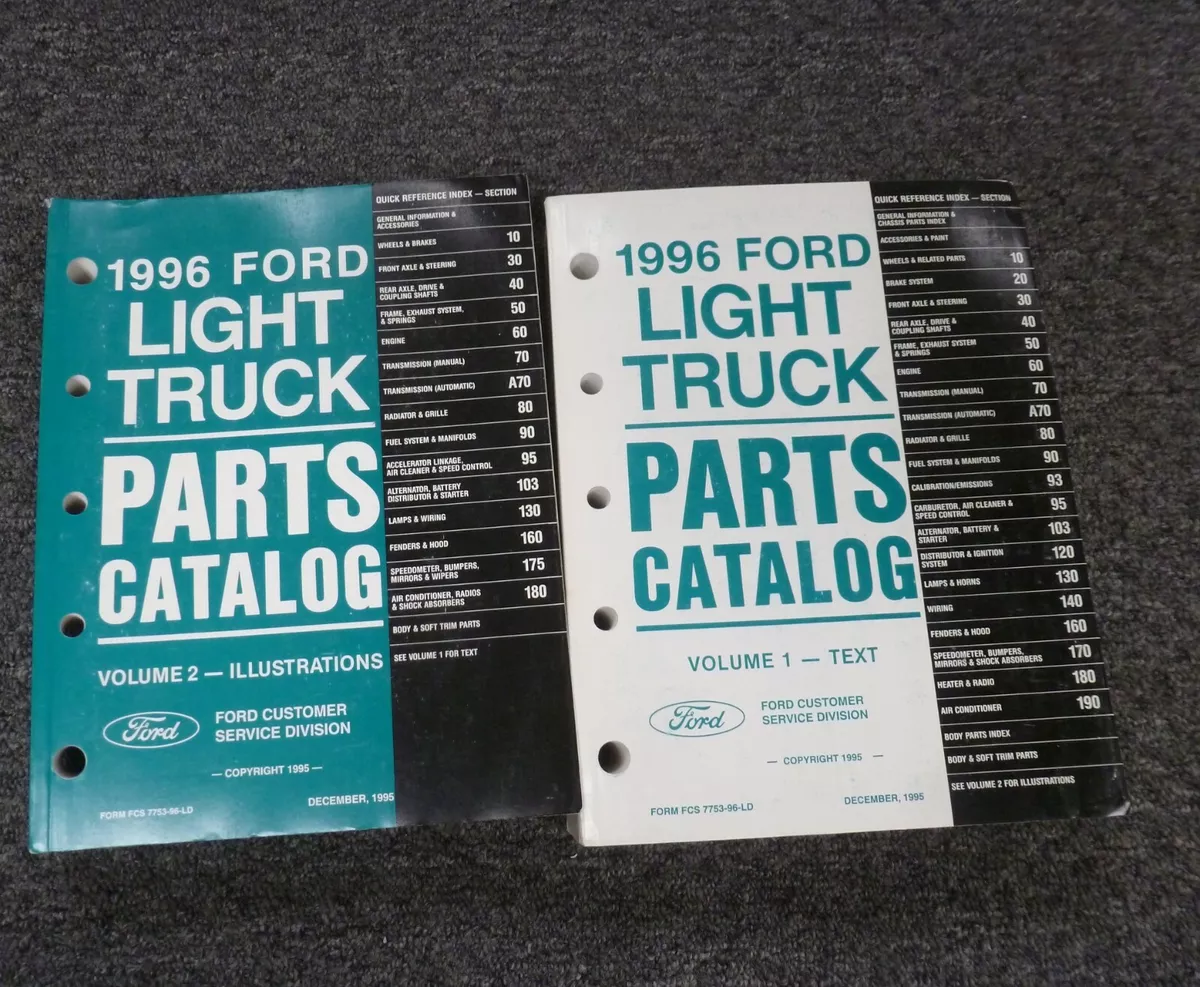 1996 FORD
LIGHT
TRUCK
PARTS
CATALOG
VOLUME 2 — ILLUSTRATIONS
Ford
FORD CUSTOMER
SERVICE DIVISION
— COPYRIGHT 1995 —
DECEMBER, 1995
FORM FCS 7753-96-LD
QUICK REFERENCE INDEX — SECTION
GENERAL INFORMATION &
ACCESSORIES
WHEELS & BRAKES 10
FRONT AXLE & STEERING 30
REAR AXLE, DRIVE &
COUPLING SHAFTS 40
FRAME, EXHAUST SYSTEM,
& SPRINGS 50
ENGINE 60
TRANSMISSION (MANUAL) 70
TRANSMISSION (AUTOMATIC) A70
RADIATOR & GRILLE 80
FUEL SYSTEM & MANIFOLDS 90
ACCELERATOR LINKAGE,
AIR CLEANER & SPEED CONTROL 95
ALTERNATOR, BATTERY
DISTRIBUTOR & STARTER 103
LAMPS & WIRING 130
FENDERS & HOOD 160
SPEEDOMETER, BUMPERS,
MIRRORS & WIPERS 175
AIR CONDITIONER, RADIOS
& SHOCK ABSORBERS 180
BODY & SOFT TRIM PARTS
SEE VOLUME 1 FOR TEXT
1996 FORD
LIGHT
TRUCK
PARTS
CATALOG
VOLUME 1 — TEXT
Ford
FORD CUSTOMER
SERVICE DIVISION
— COPYRIGHT 1995 —
DECEMBER, 1995
FORM FCS 7753-96-LD
QUICK REFERENCE INDEX — SECTION
GENERAL INFORMATION &
CHASSIS PARTS INDEX
ACCESSORIES & PAINT
WHEELS & RELATED PARTS 10
BRAKE SYSTEM 20
FRONT AXLE & STEERING 30
REAR AXLE, DRIVE &
COUPLING SHAFTS 40
FRAME, EXHAUST SYSTEM
& SPRINGS 50
ENGINE 60
TRANSMISSION (MANUAL) 70
TRANSMISSION (AUTOMATIC) A70
RADIATOR & GRILLE 80
FUEL SYSTEM & MANIFOLDS 90
CALIBRATION/EMISSIONS 93
CARBURETOR, AIR CLEANER &
SPEED CONTROL 95
ALTERNATOR, BATTERY &
STARTER 103
DISTRIBUTOR & IGNITION
SYSTEM 120
LAMPS & HORNS 130
WIRING 140
FENDERS & HOOD 160
SPEEDOMETER, BUMPERS,
MIRRORS & SHOCK ABSORBERS 170
HEATER & RADIO 180
AIR CONDITIONER 190
BODY PARTS INDEX
BODY & SOFT TRIM PARTS
SEE VOLUME 2 FOR ILLUSTRATIONS